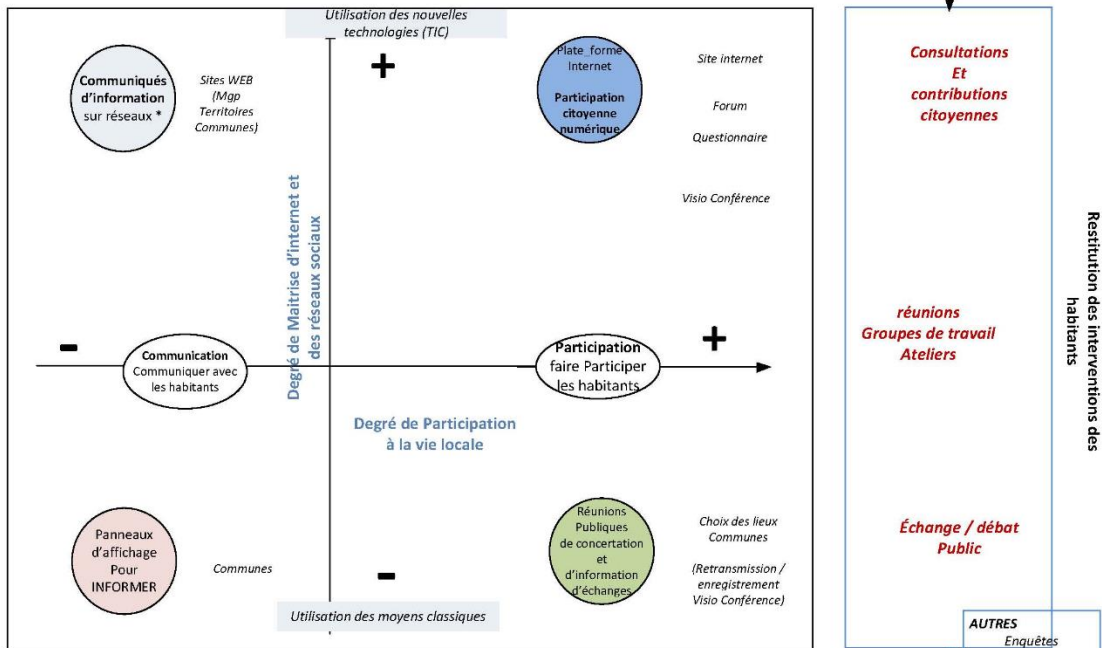 Utilisation des nouvelles
technologies (TIC)
+
Communiqués
d'information
sur réseaux *
Sites WEB
(Mgp
Territoires
Communes)
Plate_forme
Internet
Participation
citoyenne
numérique
Site internet
Forum
Questionnaire
Visio Conférence
Degré de Maitrise d'internet et
des réseaux sociaux
-
Communication
Communiquer avec
les habitants
Participation
faire Participer
les habitants
+
Degré de Participation
à la vie locale
Panneaux
d'affichage
Pour
INFORMER
Communes
-
Réunions
Publiques
de concertation
et
d'information
d'échanges
Choix des lieux
Communes
(Retransmission /
enregistrement
Visio Conférence)
Utilisation des moyens classiques
Consultations
Et
contributions
citoyennes
réunions
Groupes de travail
Ateliers
Échange / débat
Public
Restitution des interventions des
habitants
AUTRES
Enquêtes